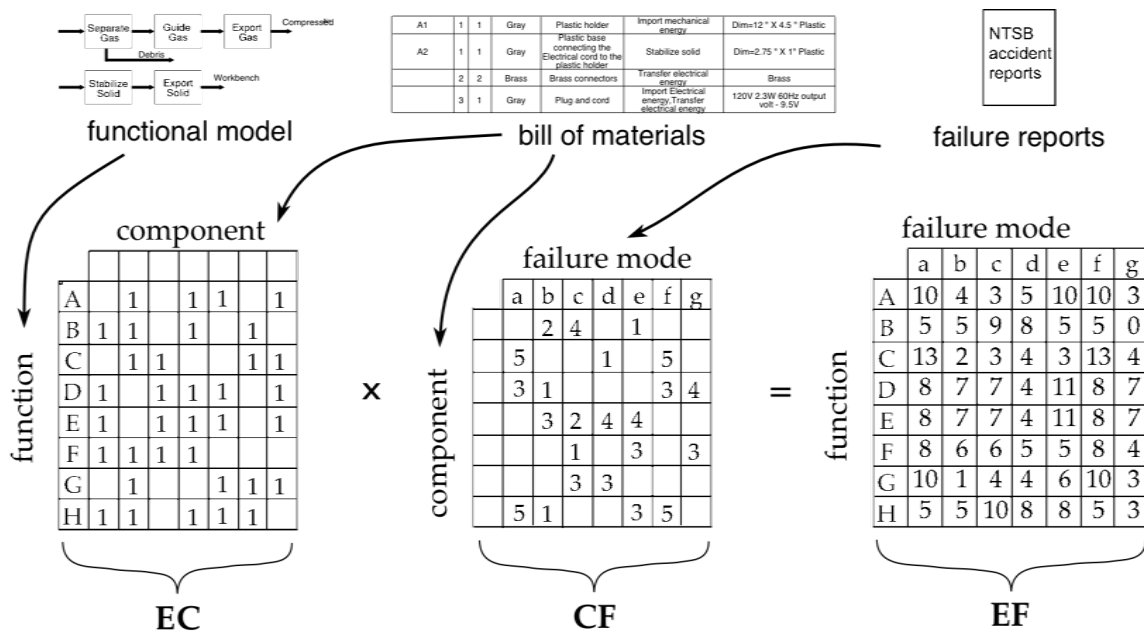 Separate Gas
Guide Gas
Export Gas
Debris
Stabilize Solid
Export Solid
Workbench
functional model
A1 1 1 Gray Plastic holder Import mechanical energy Dim=12 " X 4.5 " Plastic
A2 1 1 Gray Plastic base connecting the Electrical cord to the plastic holder Stabilize solid Dim=2.75 " X 1" Plastic
2 2 Brass Brass connectors Transfer electrical energy Brass
3 1 Gray Plug and cord Import Electrical energy,Transfer electrical energy 120V 2.3W 60Hz output volt - 9.5V
bill of materials
NTSB
accident
reports
failure reports
component
function
A 1 1 1 1
B 1 1 1 1
C 1 1 1 1
D 1 1 1 1 1
E 1 1 1 1 1
F 1 1 1 1
G 1 1 1 1
H 1 1 1 1 1
EC
x
failure mode
component
a b c d e f g
2 4 1
5 1 5
3 1 3 4
3 2 4 4
1 3 3
3 3
5 1 3 5
CF
=
failure mode
function
a b c d e f g
A 10 4 3 5 10 10 3
B 5 5 9 8 5 5 0
C 13 2 3 4 3 13 4
D 8 7 7 4 11 8 7
E 8 7 7 4 11 8 7
F 8 6 6 5 5 8 4
G 10 1 4 4 6 10 3
H 5 5 10 8 8 5 3
EF